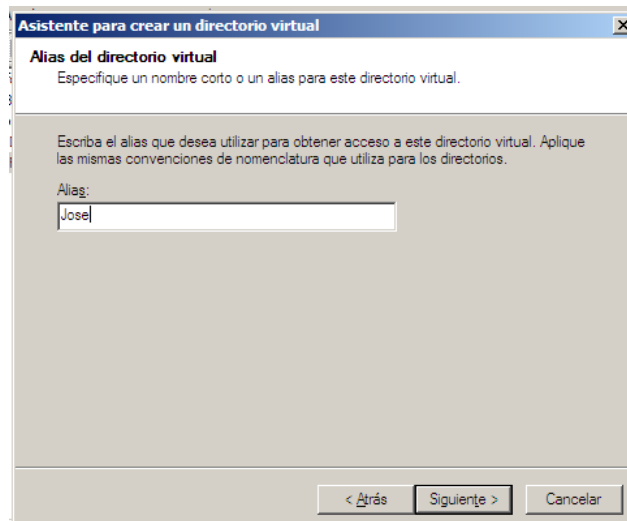 Asistente para crear un directorio virtual
Alias del directorio virtual
Especifique un nombre corto o un alias para este directorio virtual.
Escriba el alias que desea utilizar para obtener acceso a este directorio virtual. Aplique
las mismas convenciones de nomenclatura que utiliza para los directorios.
Alias:
Jose
< Atrás
Siguiente >
Cancelar